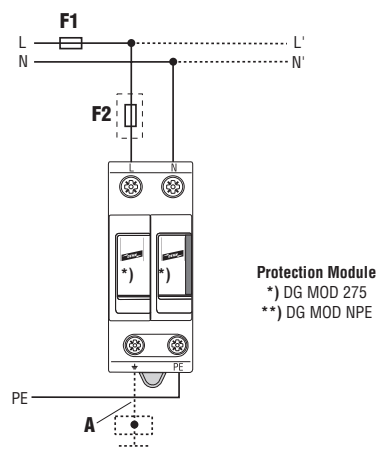 F1
L L'
N N'
F2
L N
*) *)
Protection Module
*) DG MOD 275
**) DG MOD NPE
PE
PE
A